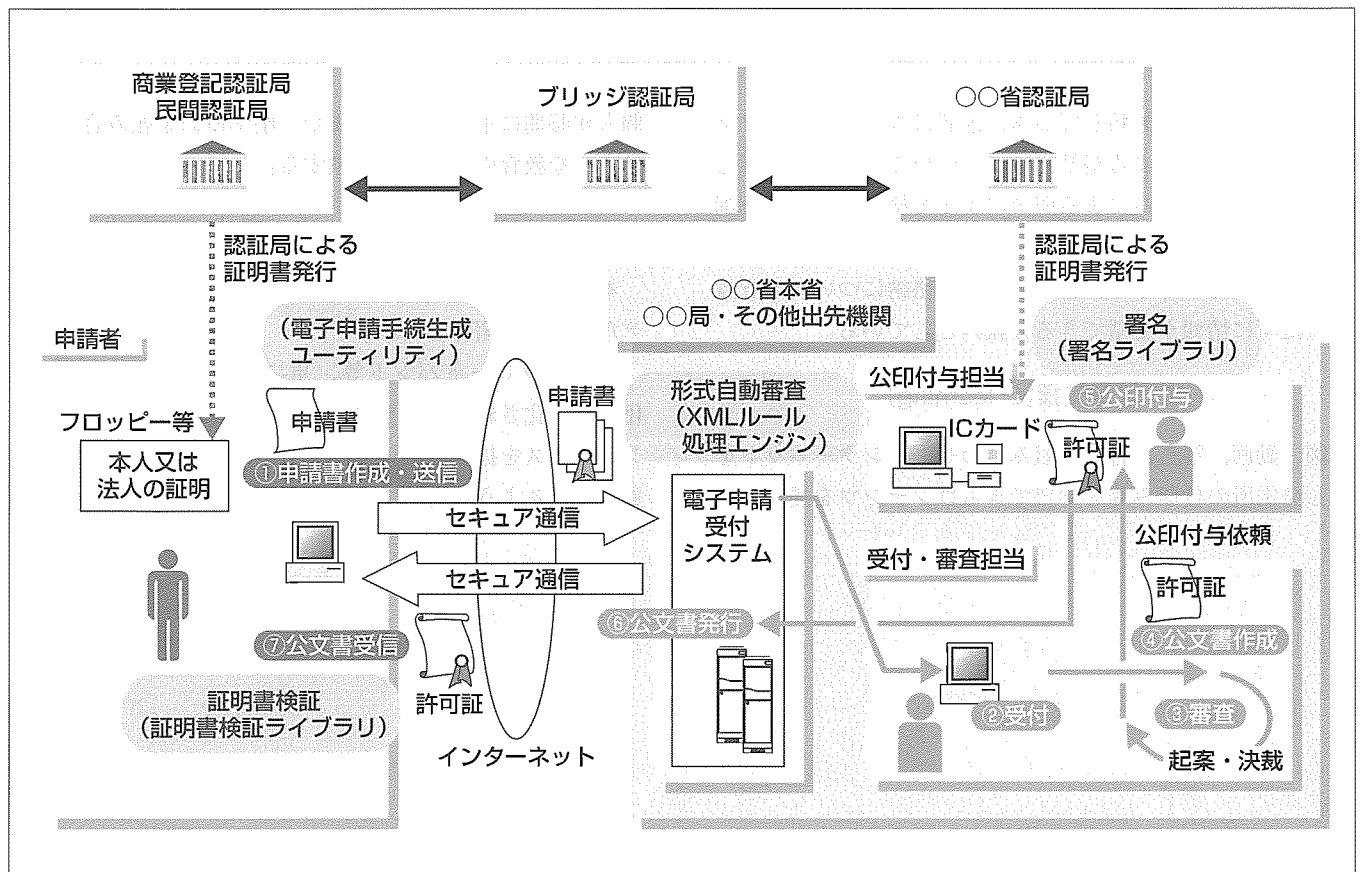 商業登記認証局
民間認証局
ブリッジ認証局
○○省認証局
認証局による
証明書発行
認証局による
証明書発行
○○省本省
○○局・その他出先機関
申請者
(電子申請手続生成
ユーティリティ)
署名
(署名ライブラリ)
フロッピー等
本人又は
法人の証明
申請書
①申請書作成・送信
申請書
形式自動審査
(XMLルール
処理エンジン)
公印付与担当
⑤公印付与
ICカード
許可証
セキュア通信
セキュア通信
電子申請
受付
システム
受付・審査担当
公印付与依頼
許可証
④公文書作成
⑥公文書発行
⑦公文書受信
許可証
②受付
③審査
起案・決裁
証明書検証
(証明書検証ライブラリ)
インターネット